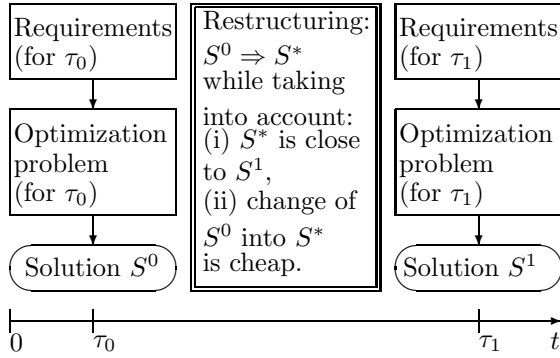 Requirements
(for τ₀)
Optimization
problem
(for τ₀)
Solution S⁰
Restructuring:
S⁰ ⇒ S*
while taking
into account:
(i) S* is close
to S¹,
(ii) change of
S⁰ into S*
is cheap.
Requirements
(for τ₁)
Optimization
problem
(for τ₁)
Solution S¹
0 τ₀ τ₁ t